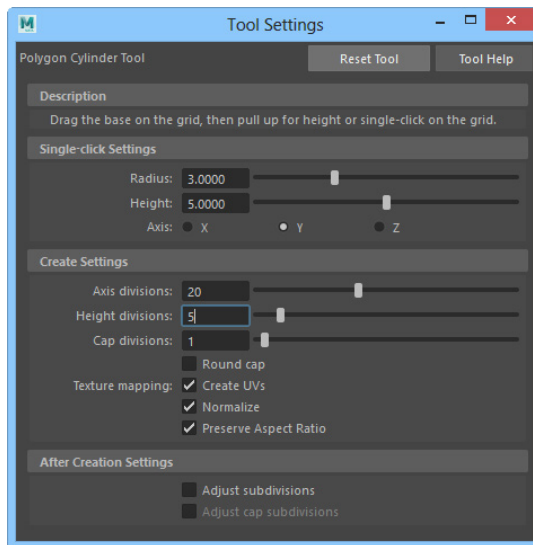 Tool Settings
Polygon Cylinder Tool Reset Tool Tool Help
Description
Drag the base on the grid, then pull up for height or single-click on the grid.
Single-click Settings
Radius: 3.0000
Height: 5.0000
Axis: X Y Z
Create Settings
Axis divisions: 20
Height divisions: 5
Cap divisions: 1
Round cap
Texture mapping: Create UVs
Normalize
Preserve Aspect Ratio
After Creation Settings
Adjust subdivisions
Adjust cap subdivisions